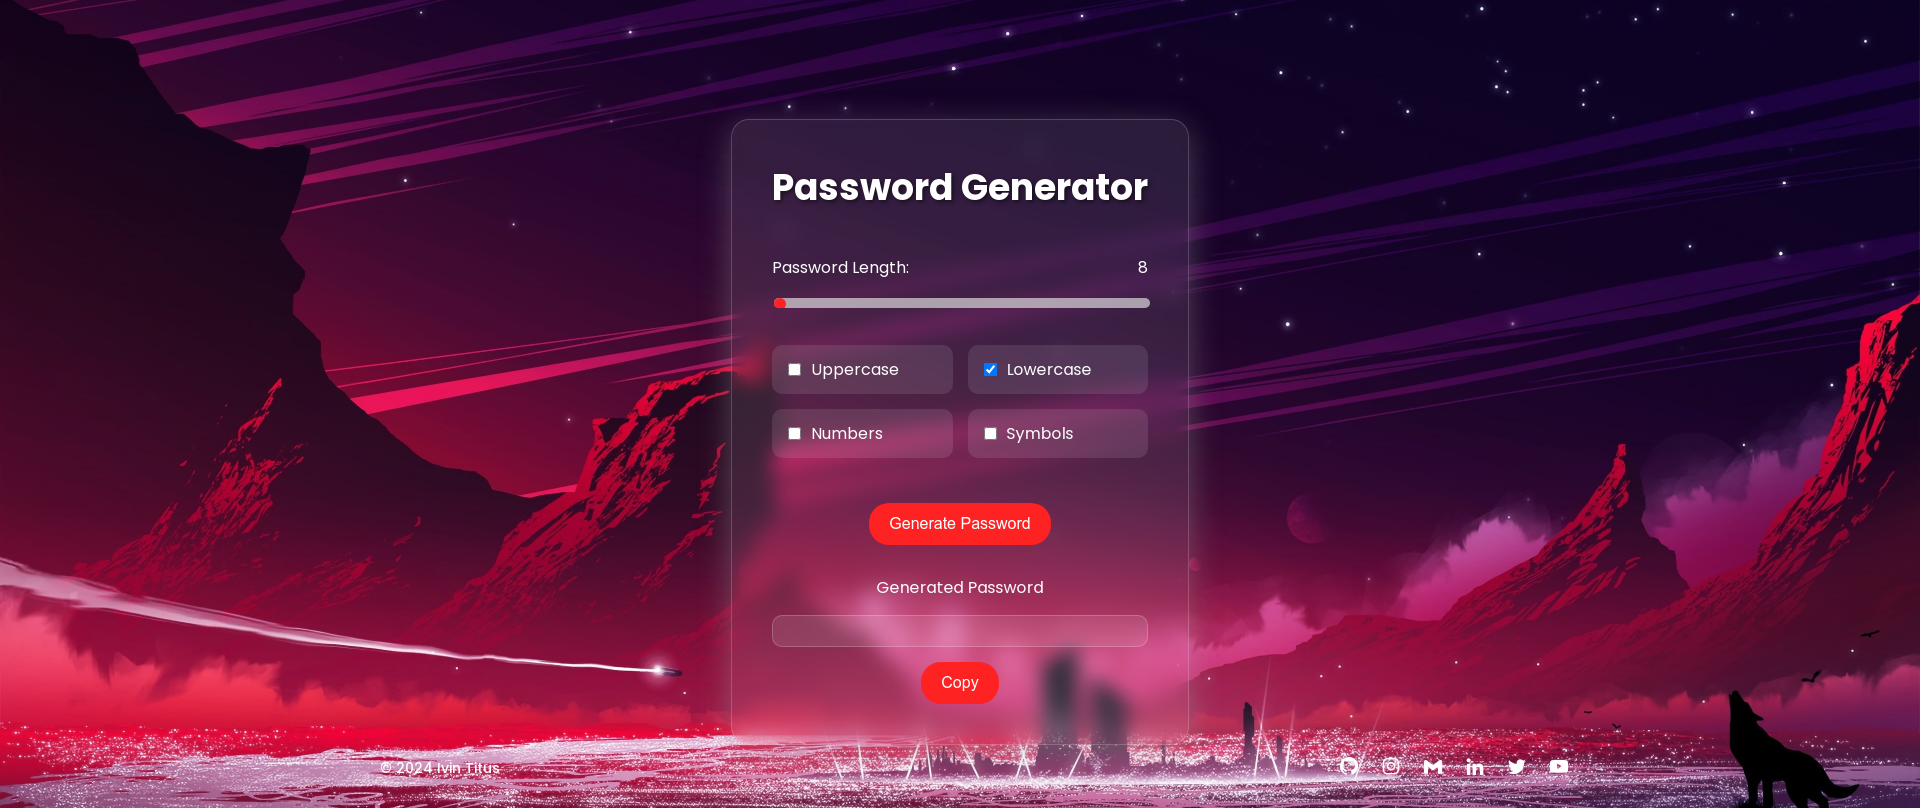 Password Generator
Password Length: 8
Uppercase
Lowercase
Numbers
Symbols
Generate Password
Generated Password
Copy
© 2024 Ivin Titus